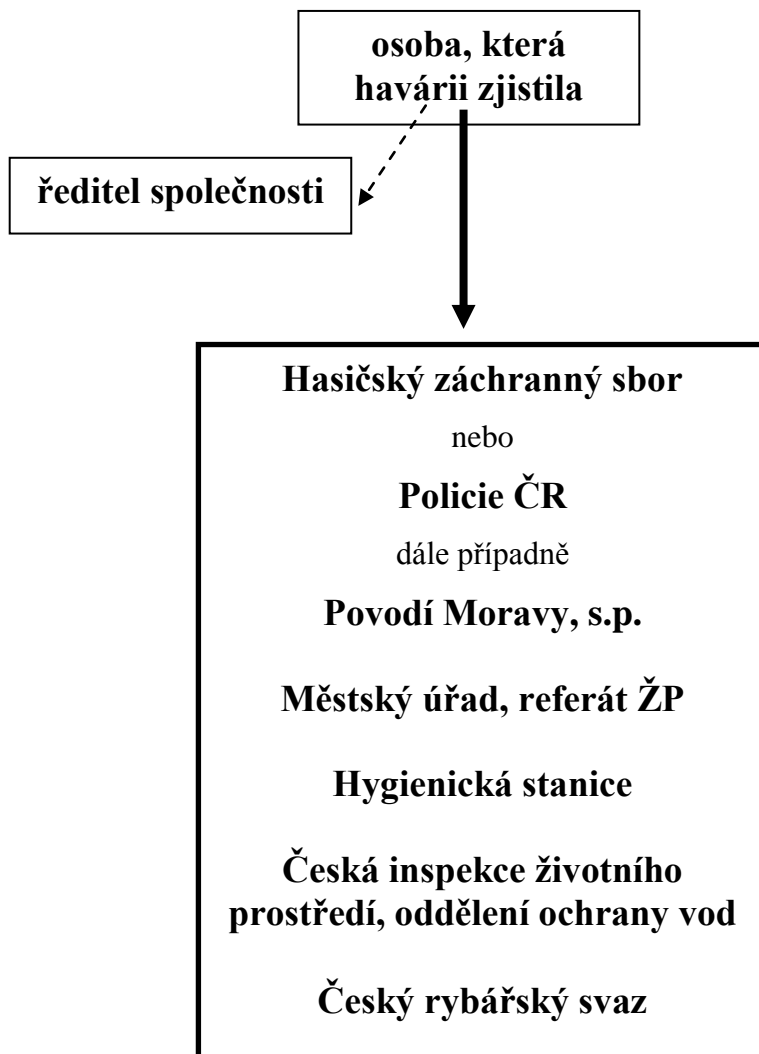 osoba, která
havárii zjistila
ředitel společnosti
Hasičský záchranný sbor
nebo
Policie ČR
dále případně
Povodí Moravy, s.p.
Městský úřad, referát ŽP
Hygienická stanice
Česká inspekce životního
prostředí, oddělení ochrany vod
Český rybářský svaz